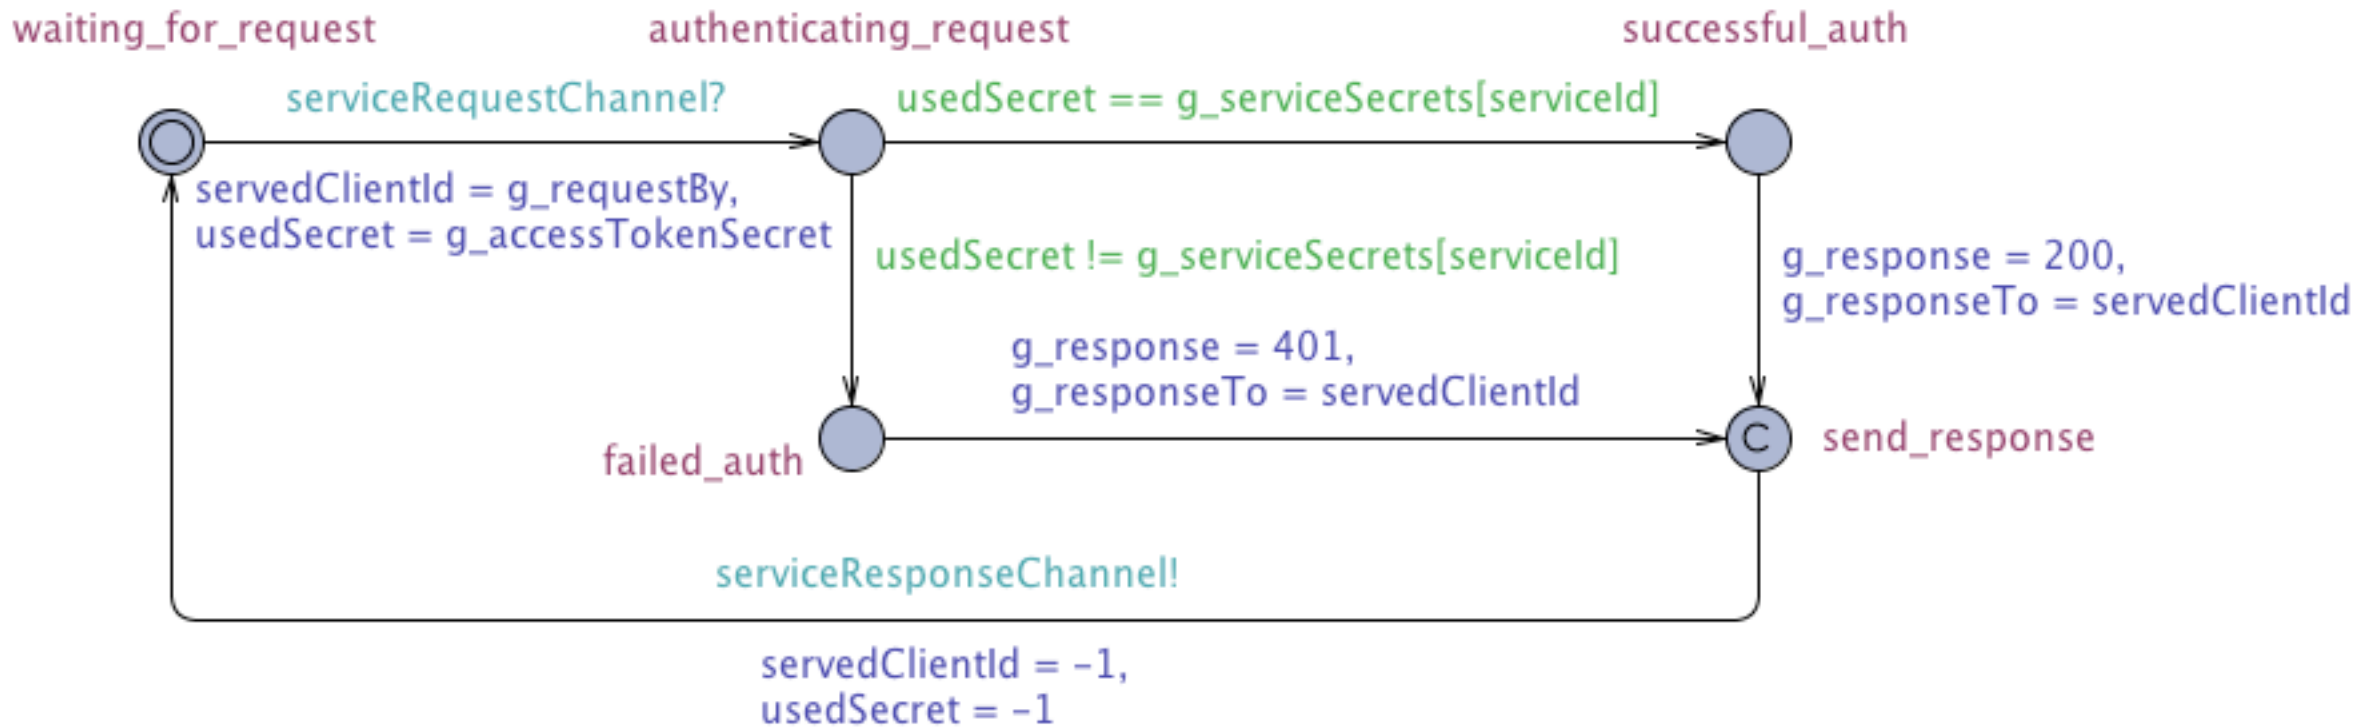 waiting_for_request
authenticating_request
successful_auth
serviceRequestChannel?
usedSecret == g_serviceSecrets[serviceId]
servedClientId = g_requestBy,
usedSecret = g_accessTokenSecret
usedSecret != g_serviceSecrets[serviceId]
g_response = 200,
g_responseTo = servedClientId
g_response = 401,
g_responseTo = servedClientId
failed_auth
C
send_response
serviceResponseChannel!
servedClientId = -1,
usedSecret = -1